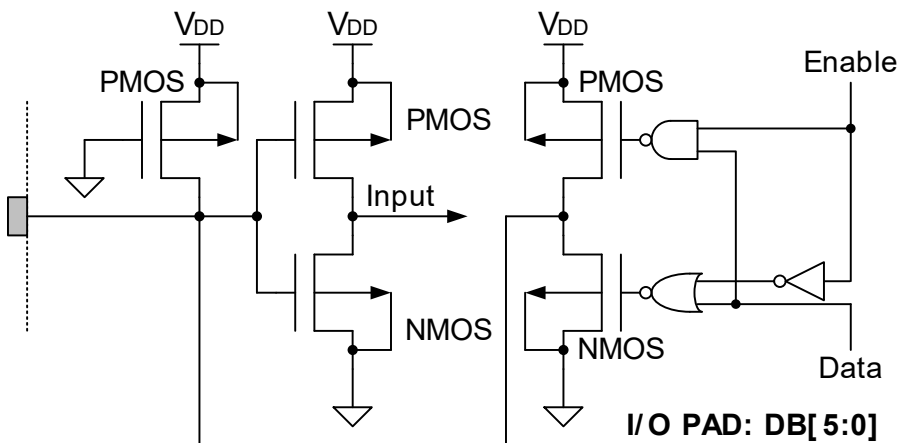 VDD VDD VDD
Enable
PMOS PMOS
PMOS
Input
NMOS NMOS
Data
I/O PAD: DB[5:0]